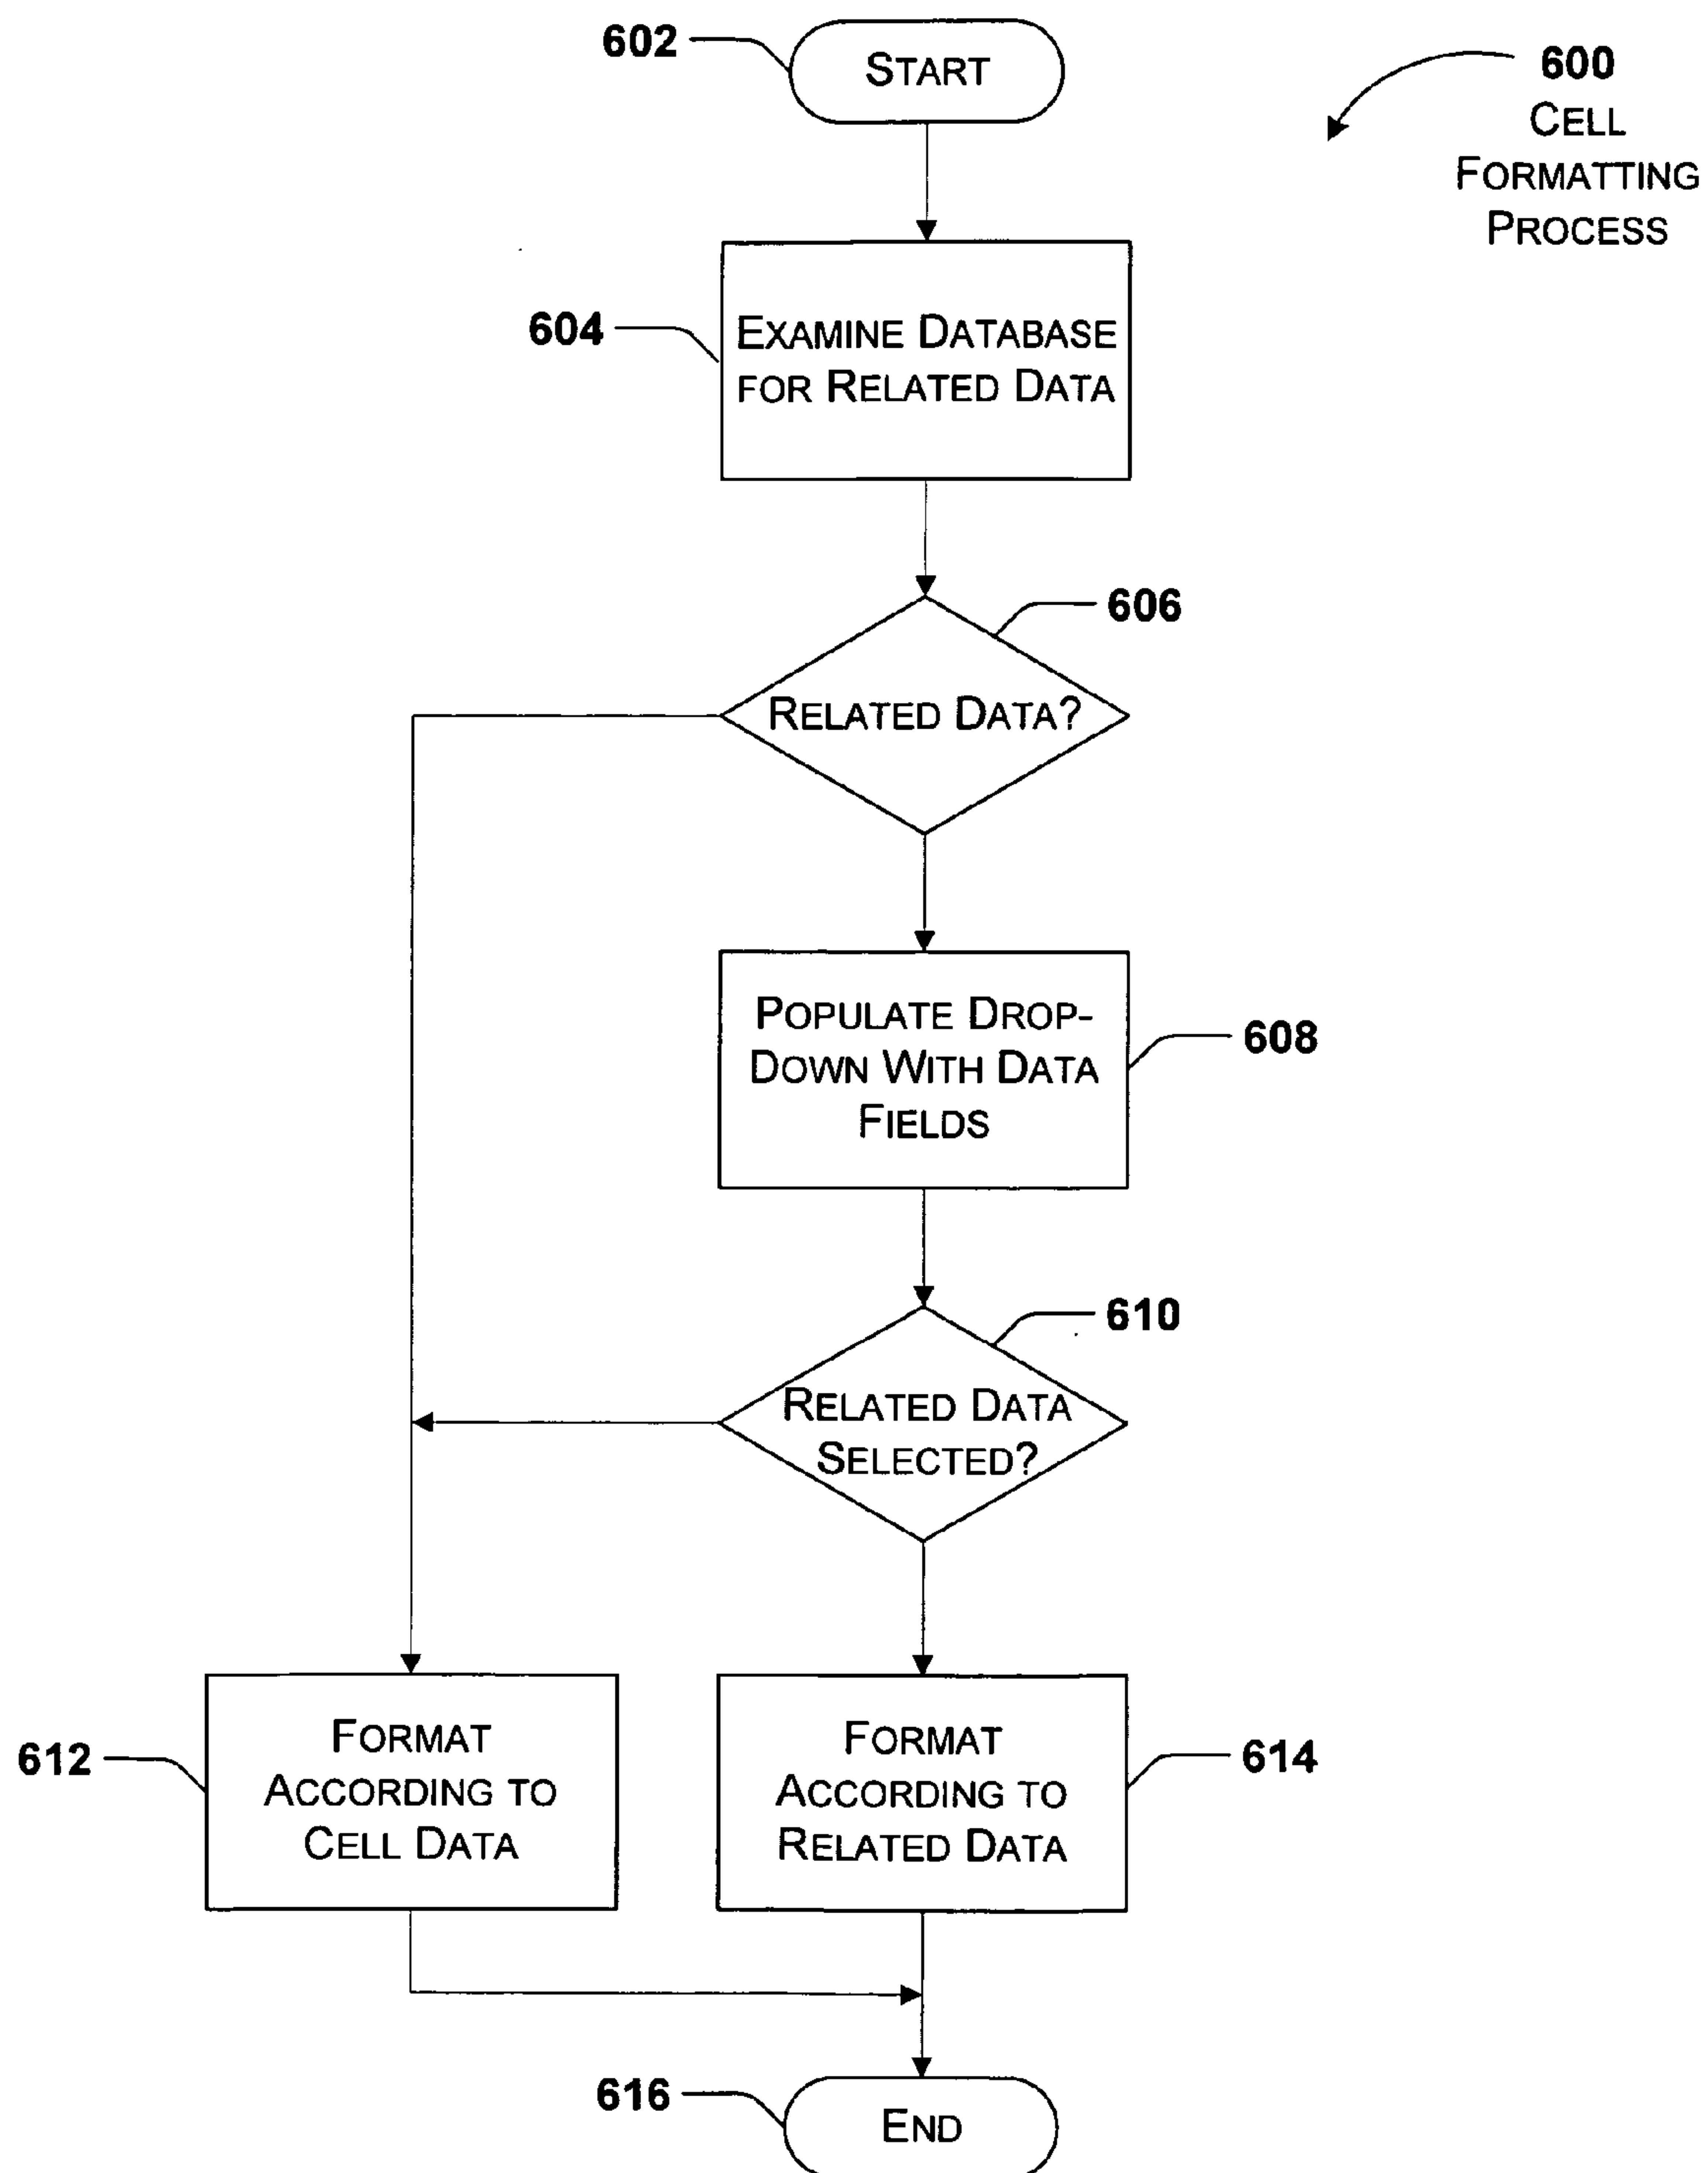 602
START
600
CELL
FORMATTING
PROCESS
604
EXAMINE DATABASE
FOR RELATED DATA
606
RELATED DATA?
POPULATE DROP-
DOWN WITH DATA
FIELDS
608
610
RELATED DATA
SELECTED?
612
FORMAT
ACCORDING TO
CELL DATA
FORMAT
ACCORDING TO
RELATED DATA
614
616
END